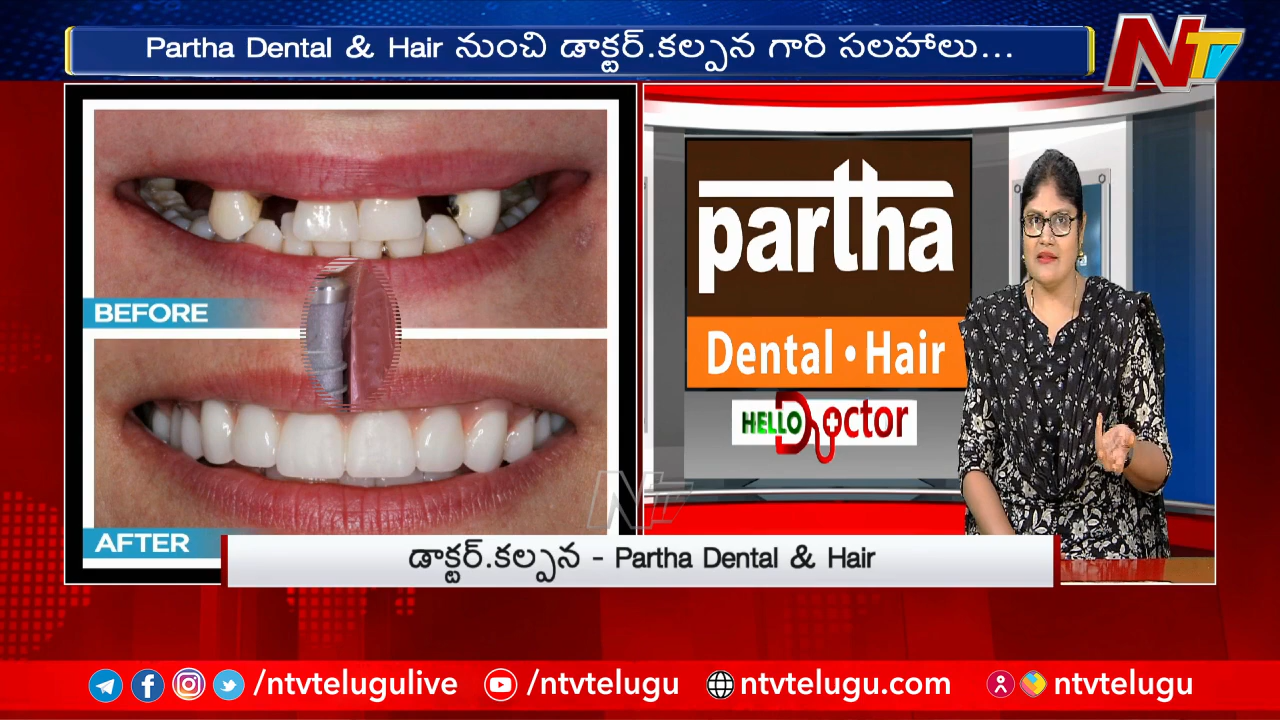 Partha Dental & Hair నుంచి డాక్టర్.కల్పన గారి సలహాలు...
NTV
BEFORE
AFTER
partha
Dental • Hair
HELLO Doctor
NTV
డాక్టర్.కల్పన - Partha Dental & Hair
/ntvtelugulive
/ntvtelugu
ntvtelugu.com
ntvtelugu